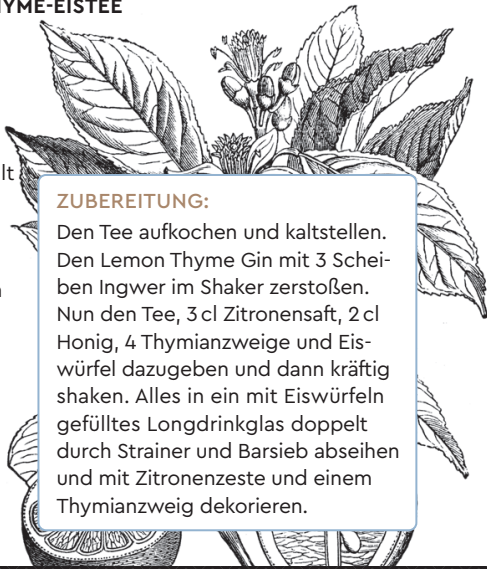 YME-EISTEE
lt
ZUBEREITUNG:
Den Tee aufkochen und kaltstellen.
Den Lemon Thyme Gin mit 3 Schei-
ben Ingwer im Shaker zerstoßen.
Nun den Tee, 3 cl Zitronensaft, 2 cl
Honig, 4 Thymianzweige und Eis-
würfel dazugeben und dann kräftig
shaken. Alles in ein mit Eiswürfeln
gefülltes Longdrinkglas doppelt
durch Strainer und Barsieb abseihen
und mit Zitronenzeste und einem
Thymianzweig dekorieren.